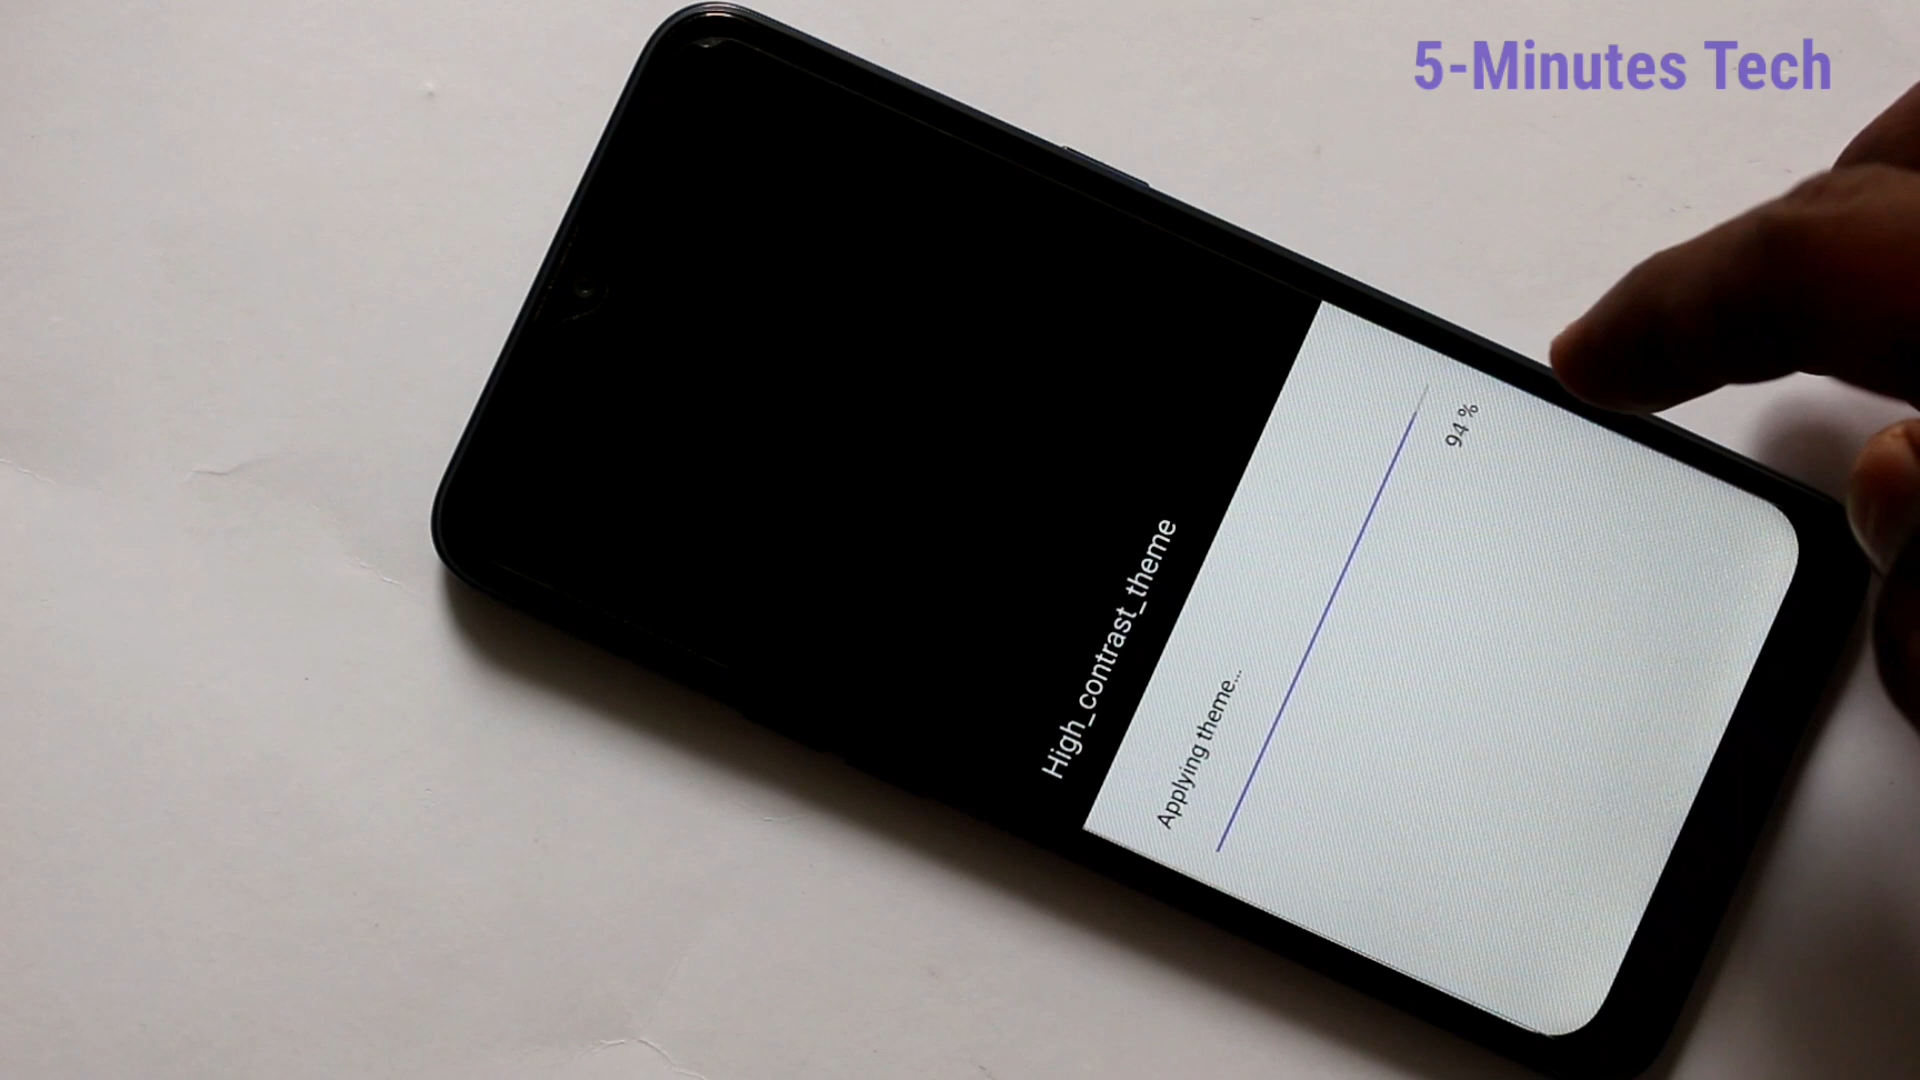 5-Minutes Tech
High_contrast_theme
Applying theme...
94 %